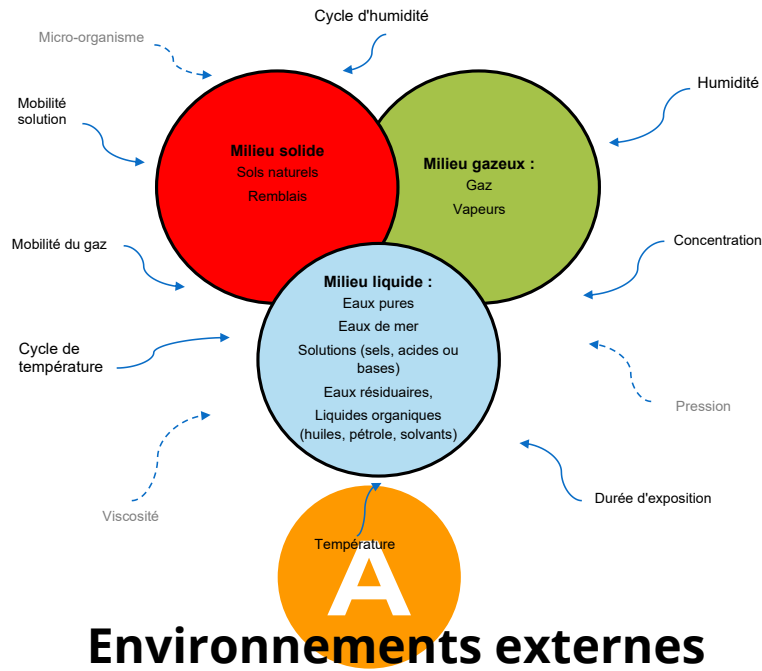 Cycle d'humidité
Micro-organisme
Humidité
Mobilité
solution
Milieu solide
Sols naturels
Remblais
Milieu gazeux :
Gaz
Vapeurs
Mobilité du gaz
Concentration
Milieu liquide :
Eaux pures
Eaux de mer
Solutions (sels, acides ou
bases)
Eaux résiduaires,
Liquides organiques
(huiles, pétrole, solvants)
Cycle de
température
Pression
Viscosité
Durée d'exposition
Température
A
Environnements externes